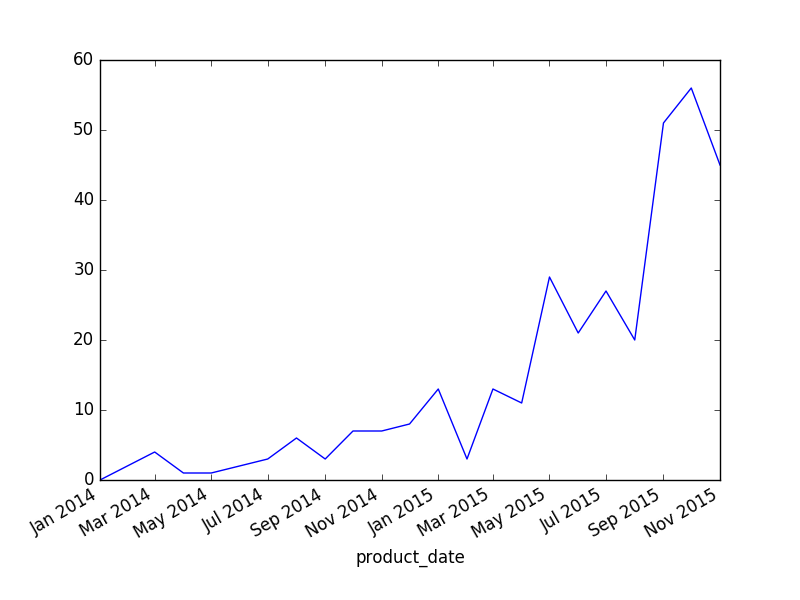 60
50
40
30
20
10
0
Jan 2014
Mar 2014
May 2014
Jul 2014
Sep 2014
Nov 2014
Jan 2015
Mar 2015
May 2015
Jul 2015
Sep 2015
Nov 2015
product_date